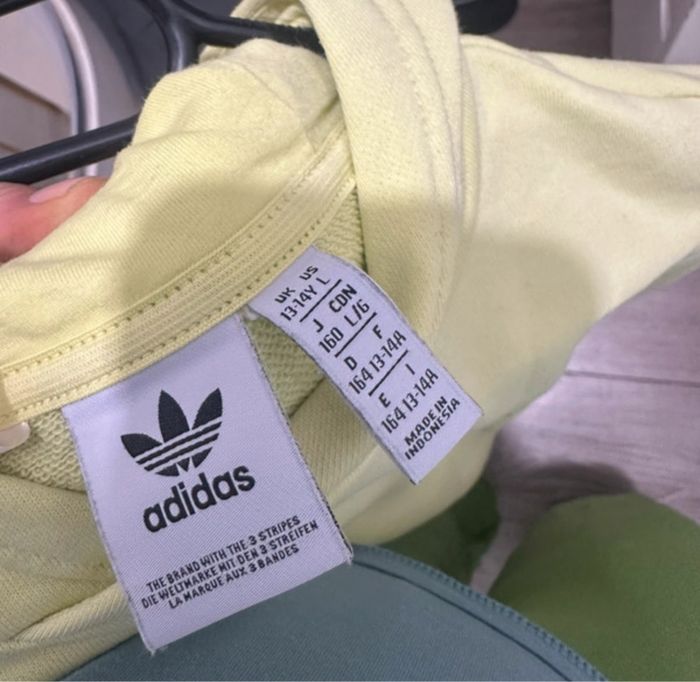 adidas
THE BRAND WITH THE 3 STRIPES
DIE WELTMARKE MIT DEN 3 STREIFEN
LA MARQUE AUX 3 BANDES
UK US
13-14Y L
J CDN
160 L/G
D F
164 13-14A
E I
164 13-14A
MADE IN
INDONESIA